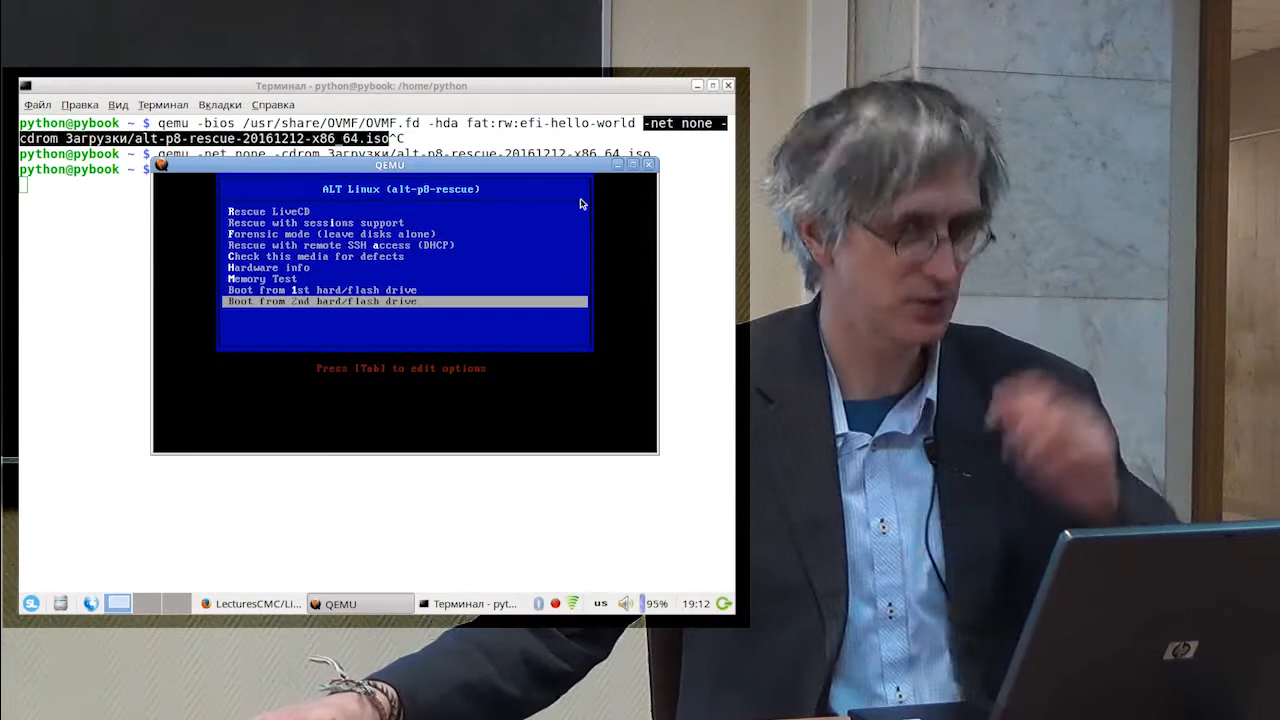 Терминал - python@pybook: /home/python
Файл Правка Вид Терминал Вкладки Справка
python@pybook ~ $ qemu -bios /usr/share/OVMF/OVMF.fd -hda fat:rw:efi-hello-world -net none -
cdrom Загрузки/alt-p8-rescue-20161212-x86_64.iso^C
python@pybook ~ $ qemu -net none -cdrom Загрузки/alt-p8-rescue-20161212-x86_64.iso
python@pybook ~ $
QEMU
ALT Linux (alt-p8-rescue)
Rescue LiveCD
Rescue with sessions support
Forensic mode (leave disks alone)
Rescue with remote SSH access (DHCP)
Check this media for defects
Hardware info
Memory Test
Boot from 1st hard/flash drive
Boot from 2nd hard/flash drive
Press [Tab] to edit options
SL LecturesCMC/Li... QEMU Терминал - pyt... us 95% 19:12
hp